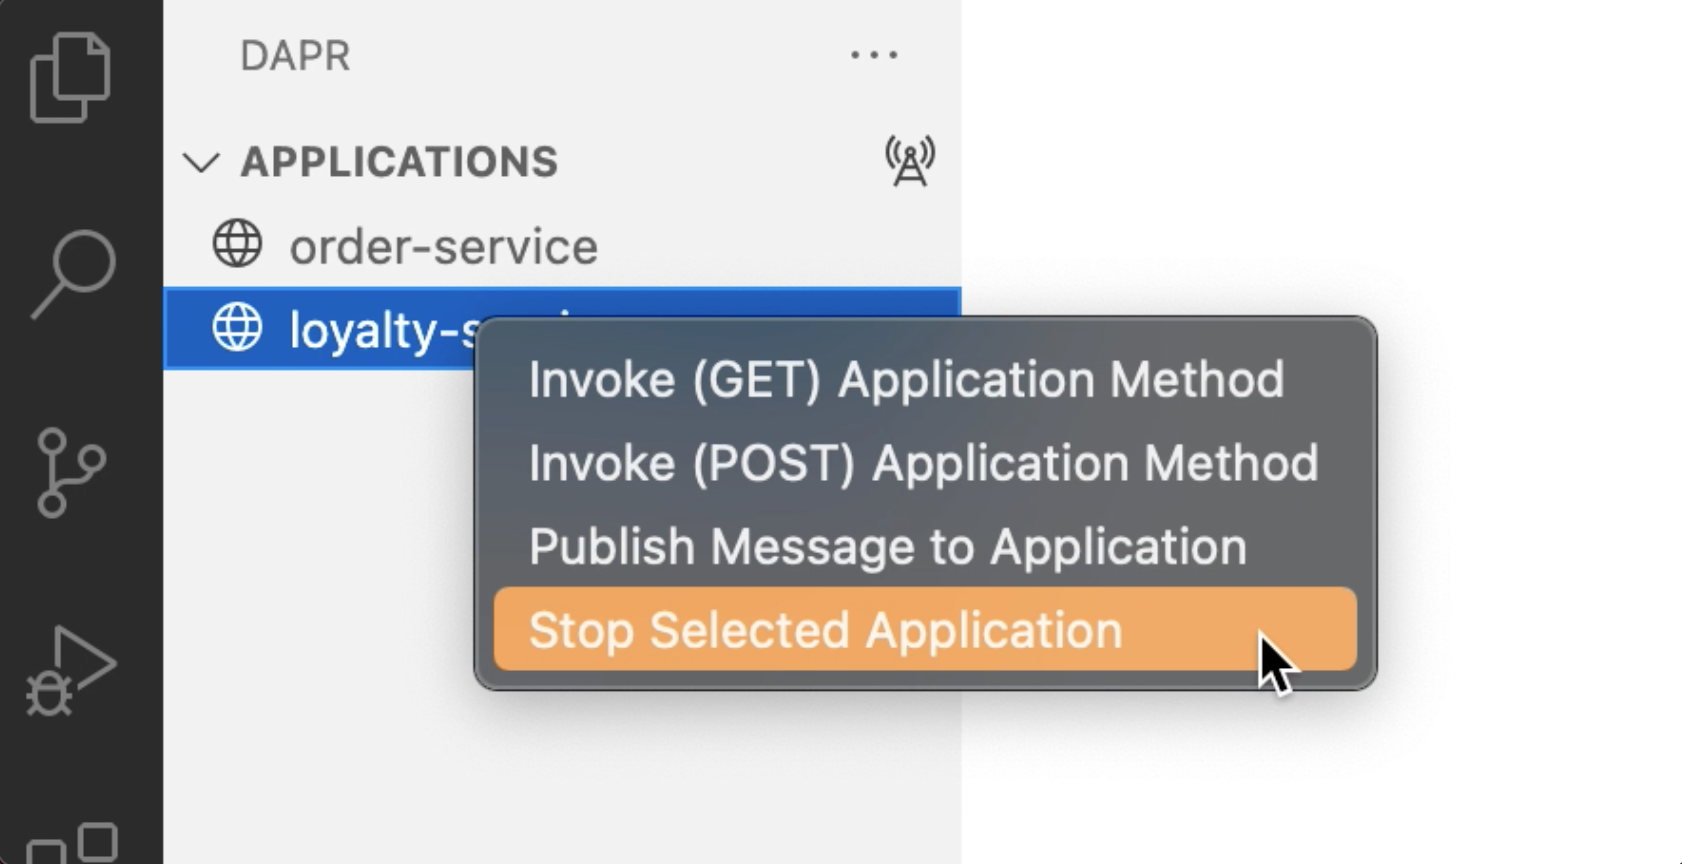 DAPR
APPLICATIONS
order-service
loyalty-
Invoke (GET) Application Method
Invoke (POST) Application Method
Publish Message to Application
Stop Selected Application